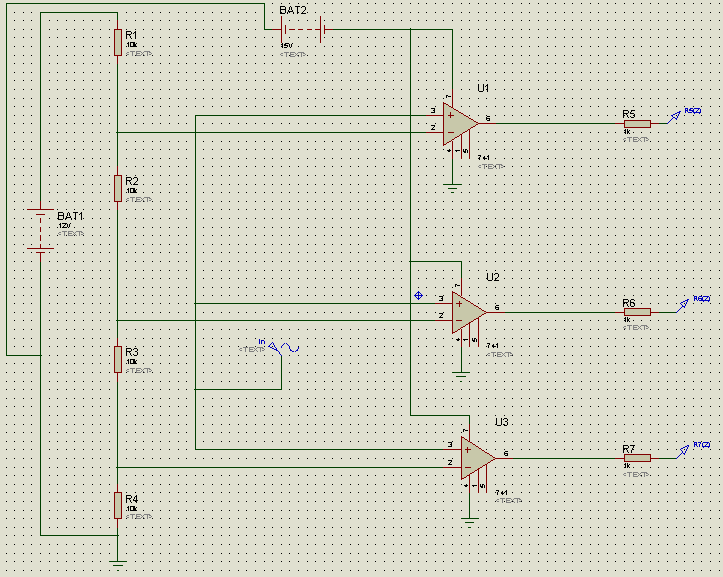 BAT2
15V
<TEXT>
R1
10k
<TEXT>
U1
7
3
2
6
4
1
5
741
<TEXT>
R5
1k
<TEXT>
R5(2)
R2
10k
<TEXT>
BAT1
12V
<TEXT>
U2
7
3
2
6
4
1
5
741
<TEXT>
R6
1k
<TEXT>
R6(2)
In
<TEXT>
R3
10k
<TEXT>
U3
7
3
2
6
4
1
5
741
<TEXT>
R7
1k
<TEXT>
R7(2)
R4
10k
<TEXT>